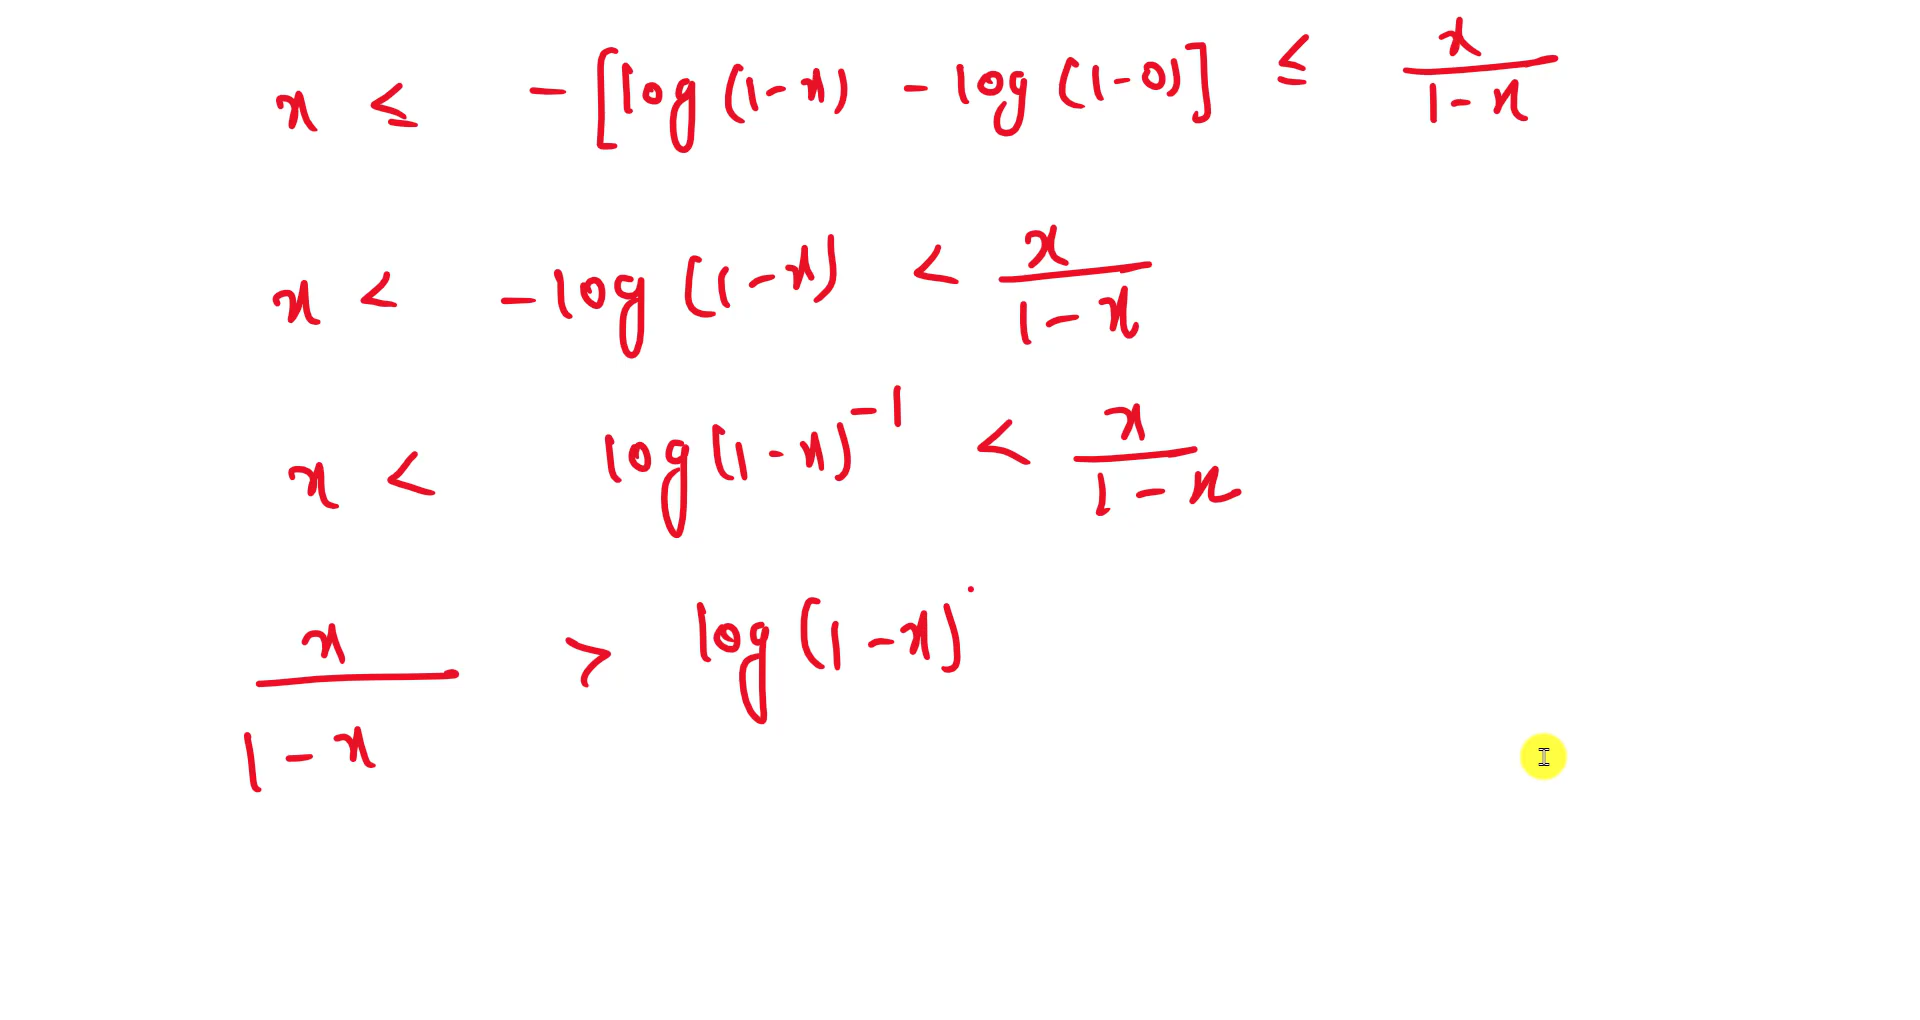 x ≤ -[log(1-x) - log(1-0)] ≤ x/(1-x)
x < -log(1-x) < x/(1-x)
x < log(1-x)^-1 < x/(1-x)
x/(1-x) > log(1-x)